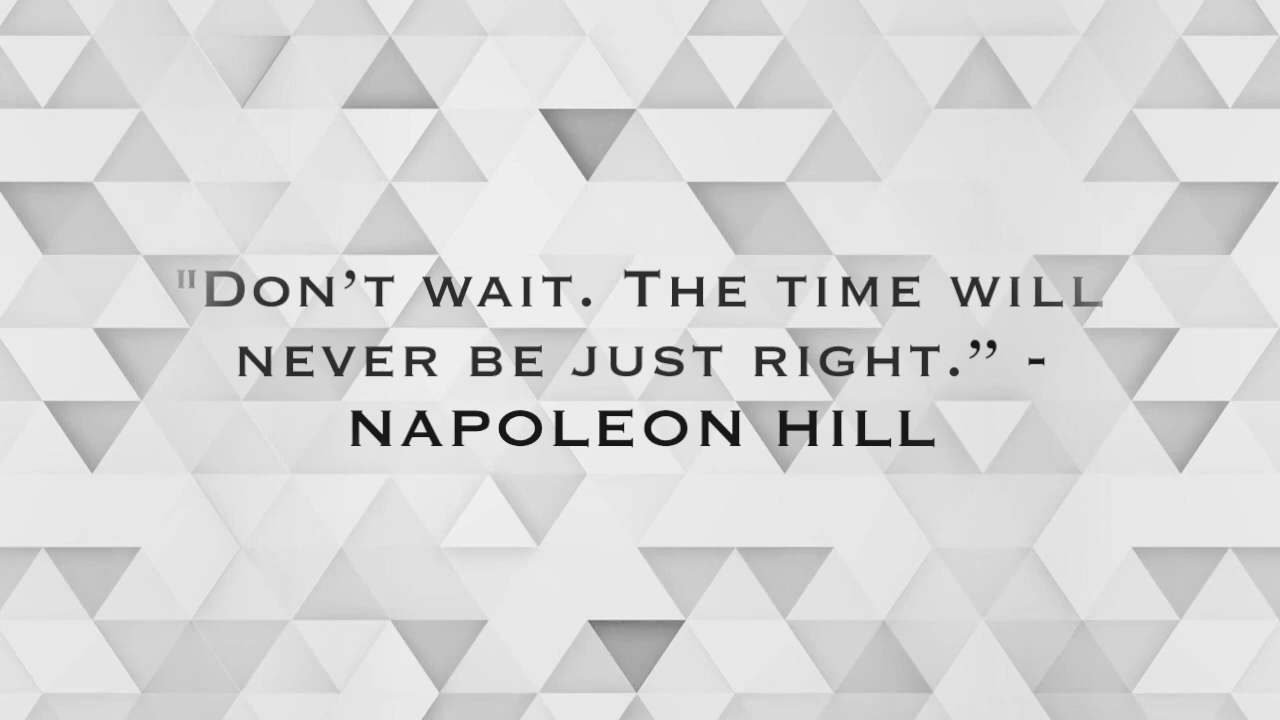 "Don’t wait. The time will
never be just right.” -
NAPOLEON HILL